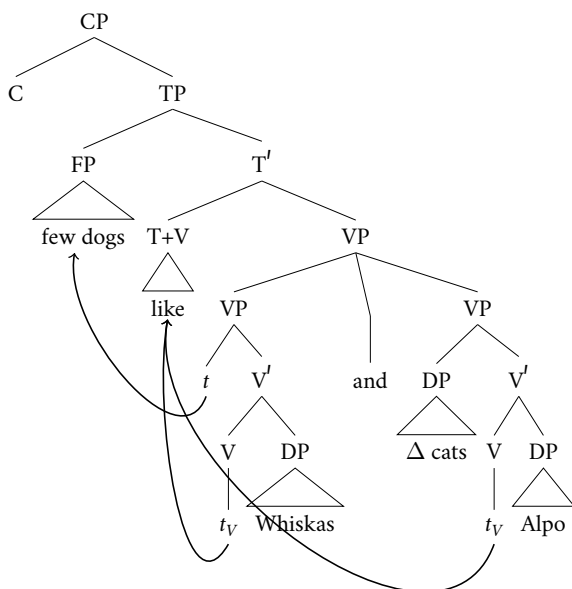 CP
C TP
FP T′
few dogs T+V VP
like VP and VP
t V′ DP V′
V DP Δ cats V DP
t_V Whiskas t_V Alpo